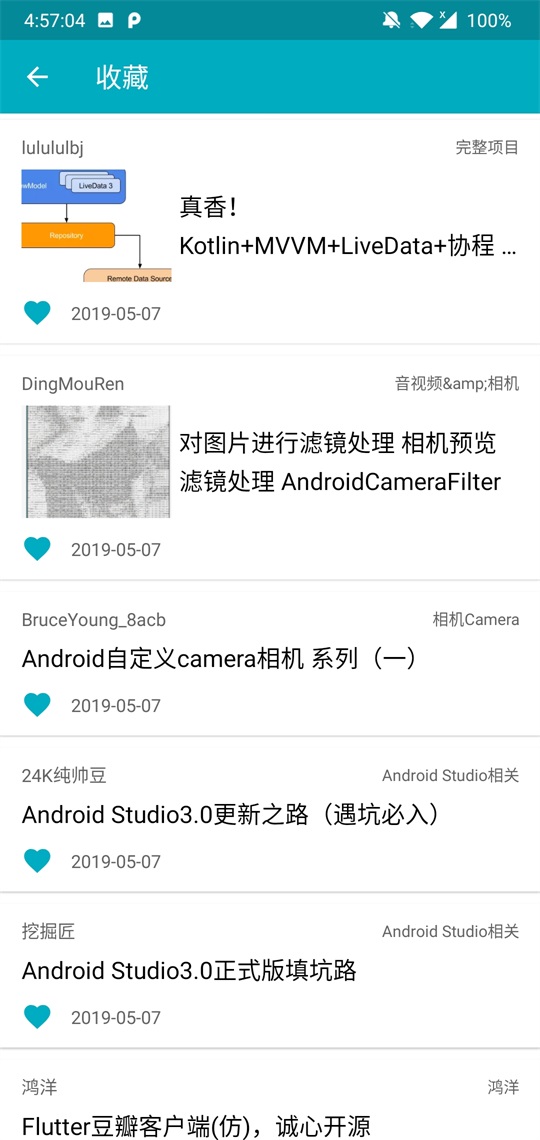 4:57:04 100%
收藏
lulululbj 完整项目
wModel LiveData 3
Repository
Remote Data Source
真香！
Kotlin+MVVM+LiveData+协程 ...
2019-05-07
DingMouRen 音视频&amp;相机
对图片进行滤镜处理 相机预览
滤镜处理 AndroidCameraFilter
2019-05-07
BruceYoung_8acb 相机Camera
Android自定义camera相机 系列（一）
2019-05-07
24K纯帅豆 Android Studio相关
Android Studio3.0更新之路（遇坑必入）
2019-05-07
挖掘匠 Android Studio相关
Android Studio3.0正式版填坑路
2019-05-07
鸿洋 鸿洋
Flutter豆瓣客户端(仿)，诚心开源